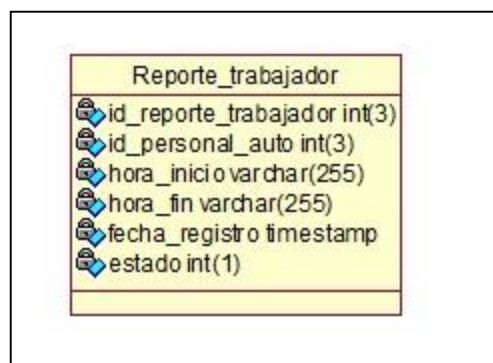 Reporte_trabajador
id_reporte_trabajador int(3)
id_personal_auto int(3)
hora_inicio varchar(255)
hora_fin varchar(255)
fecha_registro timestamp
estado int(1)